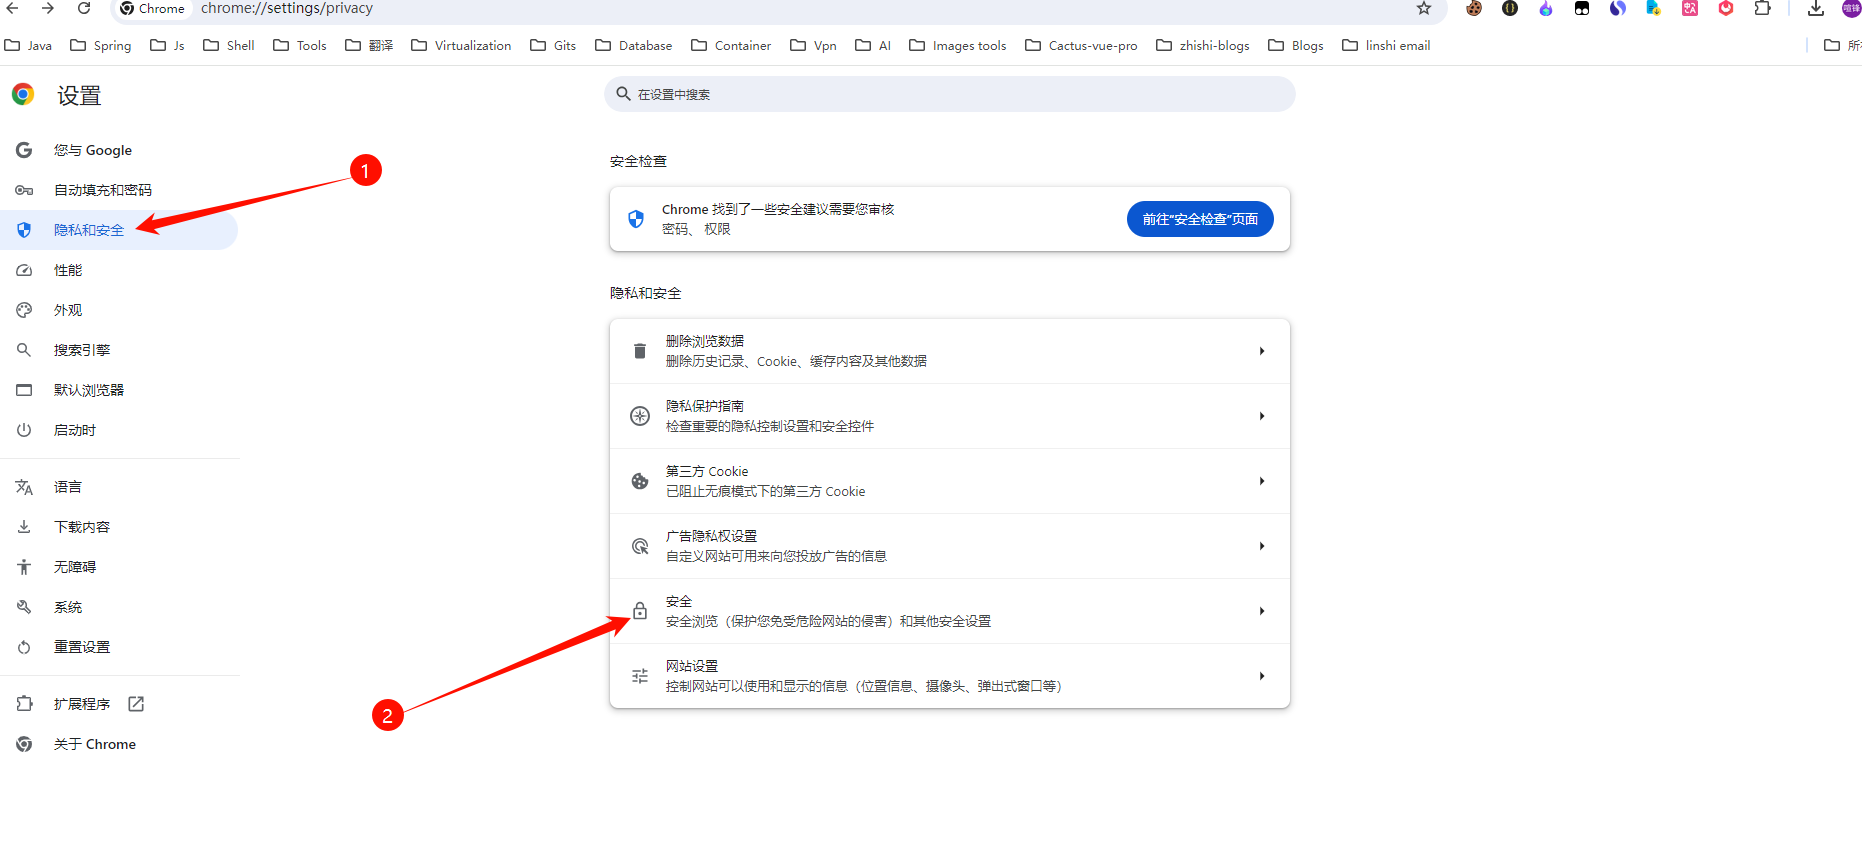 Chrome chrome://settings/privacy
Java Spring Js Shell Tools 翻译 Virtualization Gits Database Container Vpn AI Images tools Cactus-vue-pro zhishi-blogs Blogs linshi email
设置
在设置中搜索
您与 Google
自动填充和密码
隐私和安全
性能
外观
搜索引擎
默认浏览器
启动时
语言
下载内容
无障碍
系统
重置设置
扩展程序
关于 Chrome
1
2
安全检查
Chrome 找到了一些安全建议需要您审核
密码、 权限
前往“安全检查”页面
隐私和安全
删除浏览数据
删除历史记录、Cookie、缓存内容及其他数据
隐私保护指南
检查重要的隐私控制设置和安全控件
第三方 Cookie
已阻止无痕模式下的第三方 Cookie
广告隐私权设置
自定义网站可用来向您投放广告的信息
安全
安全浏览（保护您免受危险网站的侵害）和其他安全设置
网站设置
控制网站可以使用和显示的信息（位置信息、摄像头、弹出式窗口等）